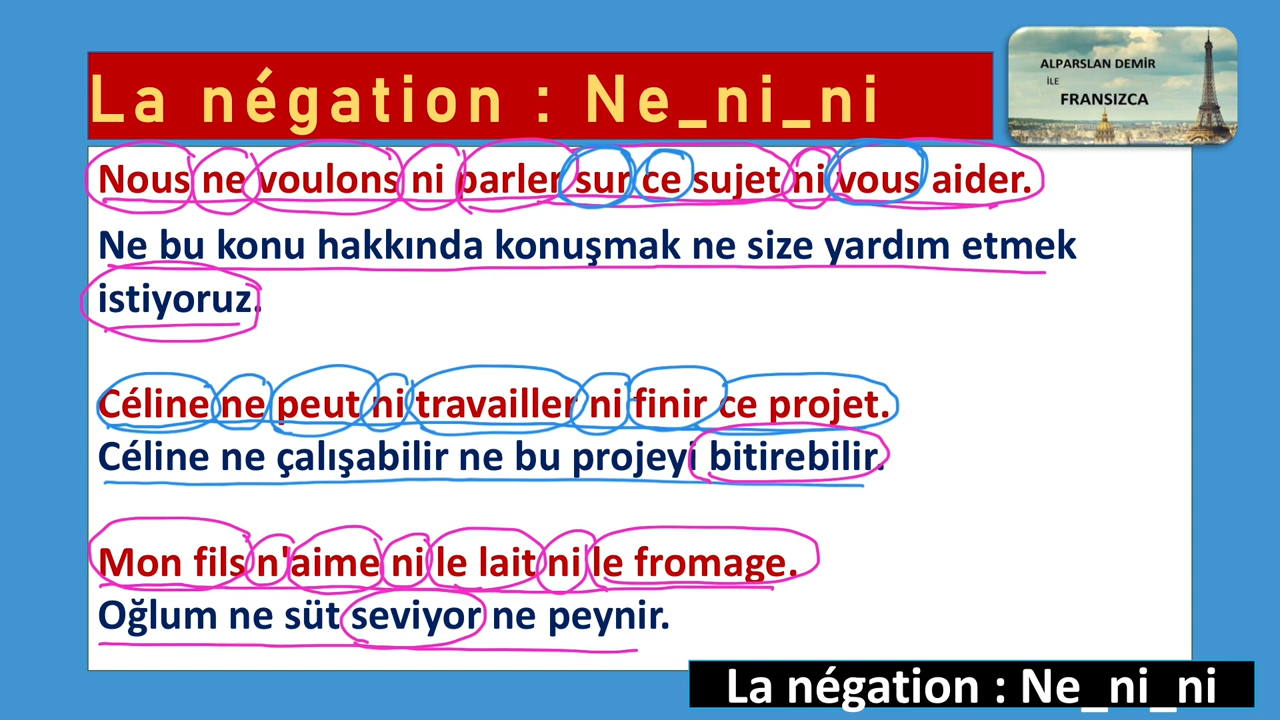 La négation : Ne_ni_ni
ALPARSLAN DEMİR
İLE
FRANSIZCA
Nous ne voulons ni parler sur ce sujet ni vous aider.
Ne bu konu hakkında konuşmak ne size yardım etmek
istiyoruz.
Céline ne peut ni travailler ni finir ce projet.
Céline ne çalışabilir ne bu projeyi bitirebilir.
Mon fils n'aime ni le lait ni le fromage.
Oğlum ne süt seviyor ne peynir.
La négation : Ne_ni_ni